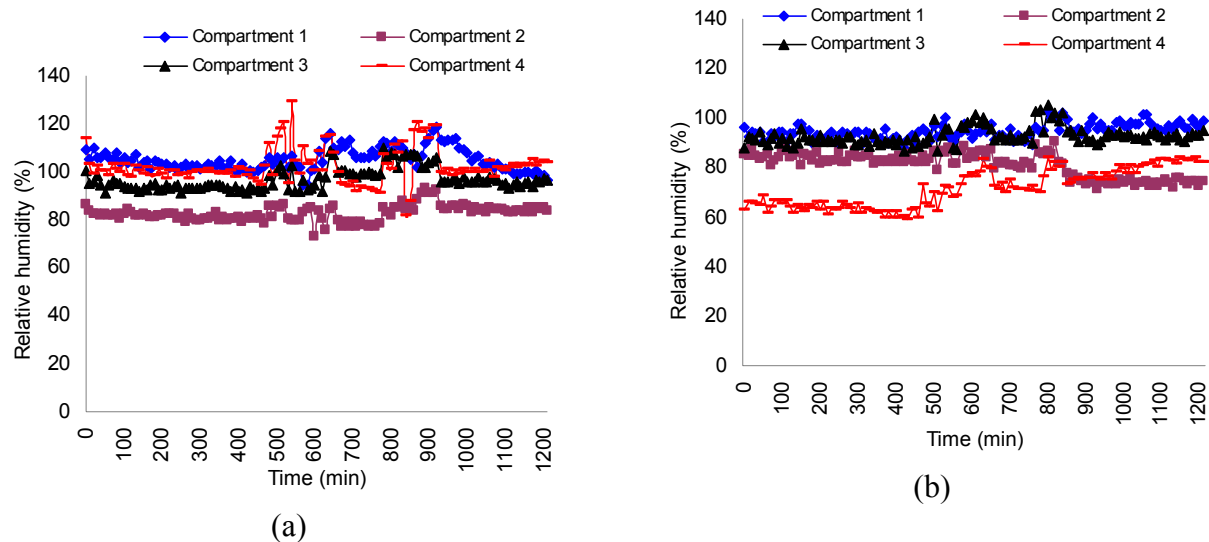 Compartment 1 Compartment 2
Compartment 3 Compartment 4
Relative humidity (%)
140
120
100
80
60
40
20
0
0 100 200 300 400 500 600 700 800 900 1000 1100 1200
Time (min)
(a)
Compartment 1 Compartment 2
Compartment 3 Compartment 4
Relative humidity (%)
140
120
100
80
60
40
20
0
0 100 200 300 400 500 600 700 800 900 1000 1100 1200
Time (min)
(b)